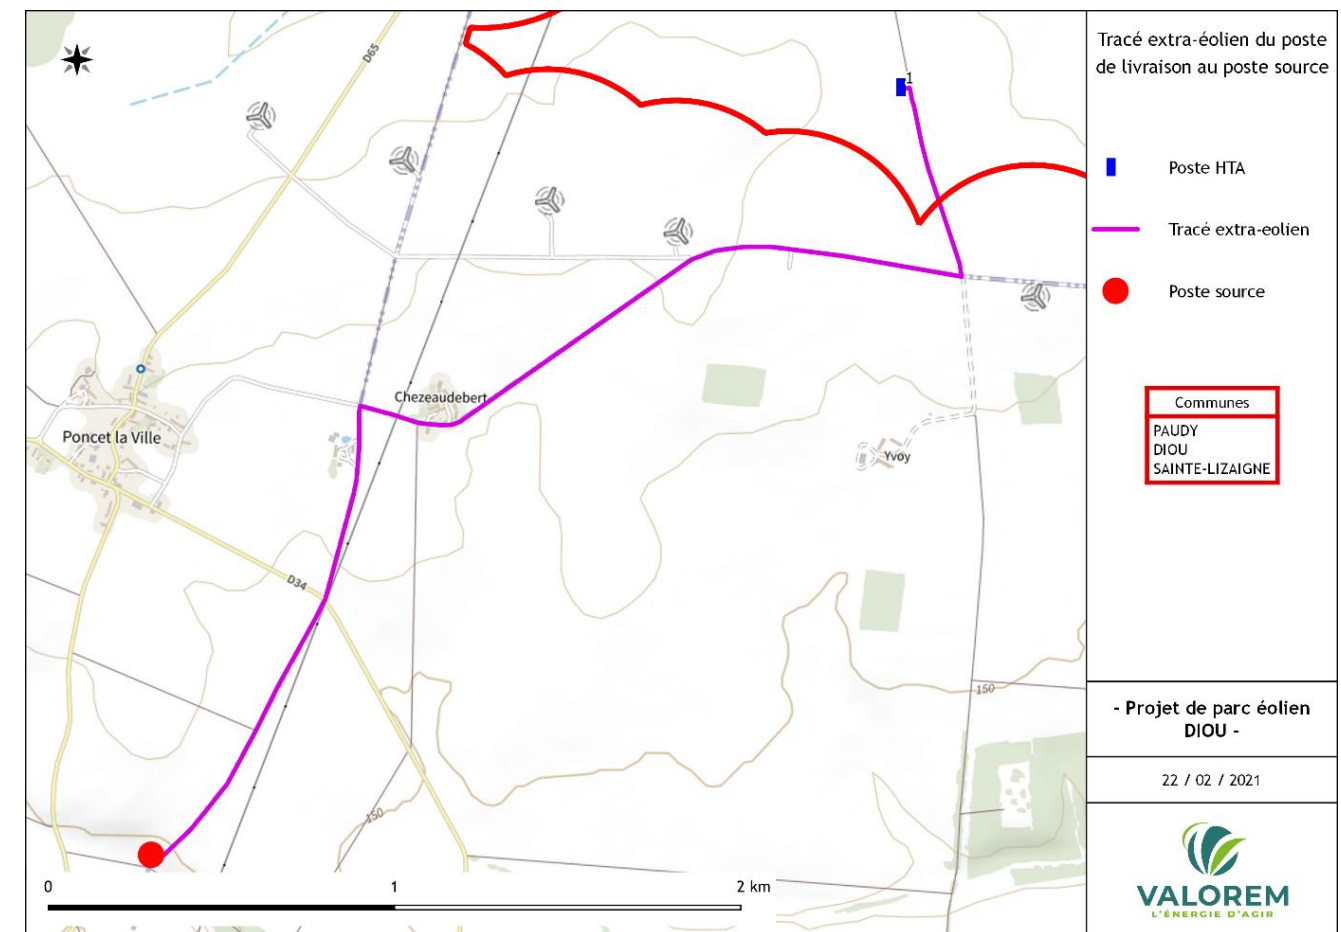 D65
1
Chezeaudebert
Poncet la Ville
Yvoy
D34
150
150
0 1 2 km
Tracé extra-éolien du poste
de livraison au poste source
Poste HTA
Tracé extra-eolien
Poste source
Communes
PAUDY
DIOU
SAINTE-LIZAIGNE
- Projet de parc éolien
DIOU -
22 / 02 / 2021
VALOREM
L'ÉNERGIE D'AGIR